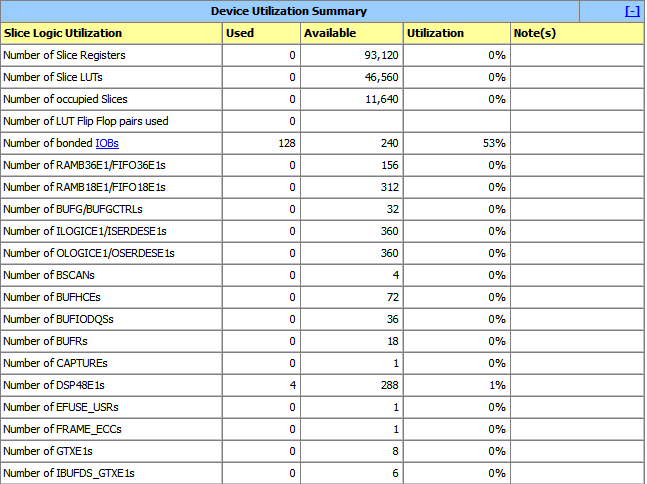 Device Utilization Summary [-]
Slice Logic Utilization Used Available Utilization Note(s)
Number of Slice Registers 0 93,120 0%
Number of Slice LUTs 0 46,560 0%
Number of occupied Slices 0 11,640 0%
Number of LUT Flip Flop pairs used 0
Number of bonded IOBs 128 240 53%
Number of RAMB36E1/FIFO36E1s 0 156 0%
Number of RAMB18E1/FIFO18E1s 0 312 0%
Number of BUFG/BUFGCTRLs 0 32 0%
Number of ILOGICE1/ISERDESE1s 0 360 0%
Number of OLOGICE1/OSERDESE1s 0 360 0%
Number of BSCANs 0 4 0%
Number of BUFHCEs 0 72 0%
Number of BUFIODQSs 0 36 0%
Number of BUFRs 0 18 0%
Number of CAPTUREs 0 1 0%
Number of DSP48E1s 4 288 1%
Number of EFUSE_USRs 0 1 0%
Number of FRAME_ECCs 0 1 0%
Number of GTXE1s 0 8 0%
Number of IBUFDS_GTXE1s 0 6 0%